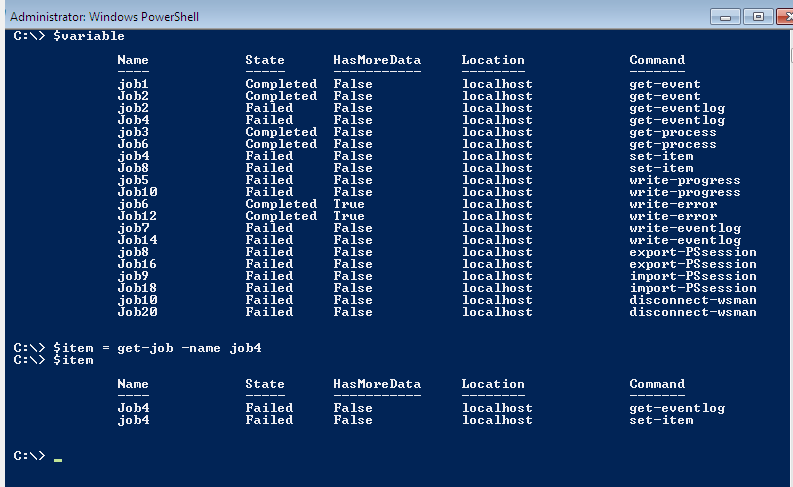 Administrator: Windows PowerShell
C:\> $variable
Name State HasMoreData Location Command
---- ----- ----------- -------- -------
job1 Completed False localhost get-event
Job2 Completed False localhost get-event
job2 Failed False localhost get-eventlog
Job4 Failed False localhost get-eventlog
job3 Completed False localhost get-process
Job6 Completed False localhost get-process
job4 Failed False localhost set-item
Job8 Failed False localhost set-item
job5 Failed False localhost write-progress
Job10 Failed False localhost write-progress
job6 Completed True localhost write-error
Job12 Completed True localhost write-error
job7 Failed False localhost write-eventlog
Job14 Failed False localhost write-eventlog
job8 Failed False localhost export-PSsession
Job16 Failed False localhost export-PSsession
job9 Failed False localhost import-PSsession
Job18 Failed False localhost import-PSsession
job10 Failed False localhost disconnect-wsman
Job20 Failed False localhost disconnect-wsman
C:\> $item = get-job -name job4
C:\> $item
Name State HasMoreData Location Command
---- ----- ----------- -------- -------
Job4 Failed False localhost get-eventlog
job4 Failed False localhost set-item
C:\> _